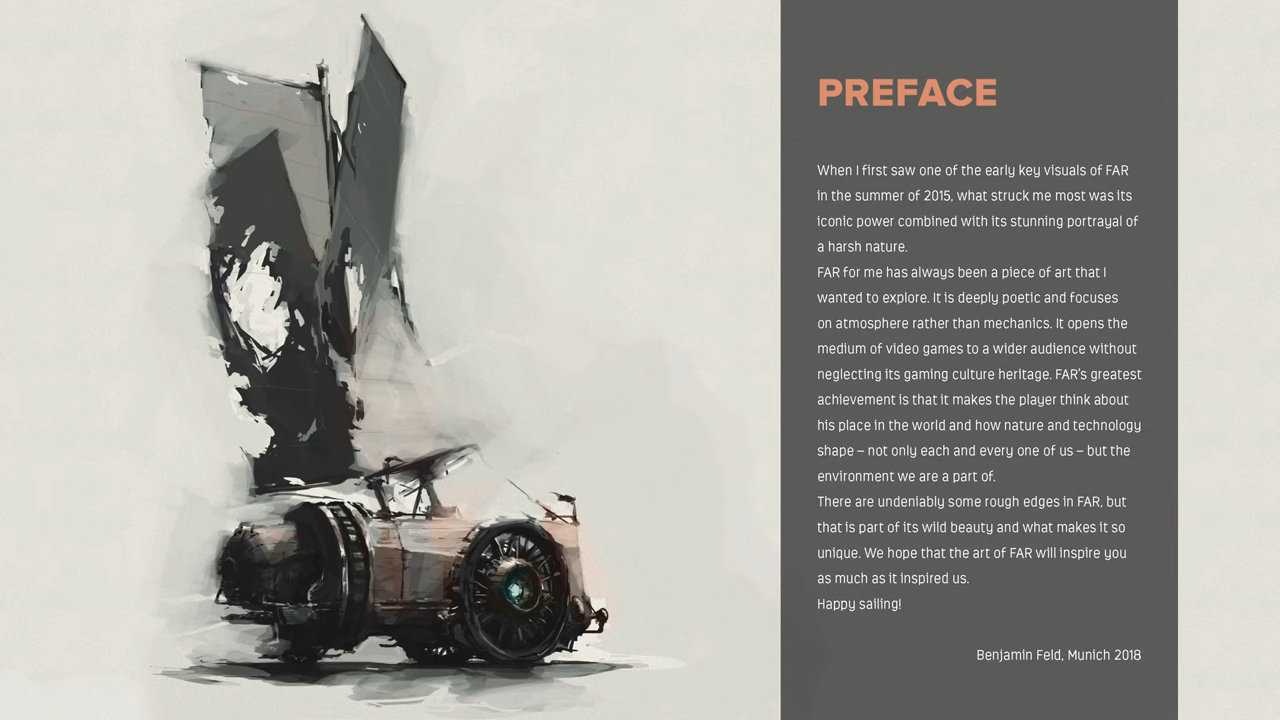 PREFACE
When I first saw one of the early key visuals of FAR
in the summer of 2015, what struck me most was its
iconic power combined with its stunning portrayal of
a harsh nature.
FAR for me has always been a piece of art that I
wanted to explore. It is deeply poetic and focuses
on atmosphere rather than mechanics. It opens the
medium of video games to a wider audience without
neglecting its gaming culture heritage. FAR's greatest
achievement is that it makes the player think about
his place in the world and how nature and technology
shape – not only each and every one of us – but the
environment we are a part of.
There are undeniably some rough edges in FAR, but
that is part of its wild beauty and what makes it so
unique. We hope that the art of FAR will inspire you
as much as it inspired us.
Happy sailing!
Benjamin Feld, Munich 2018